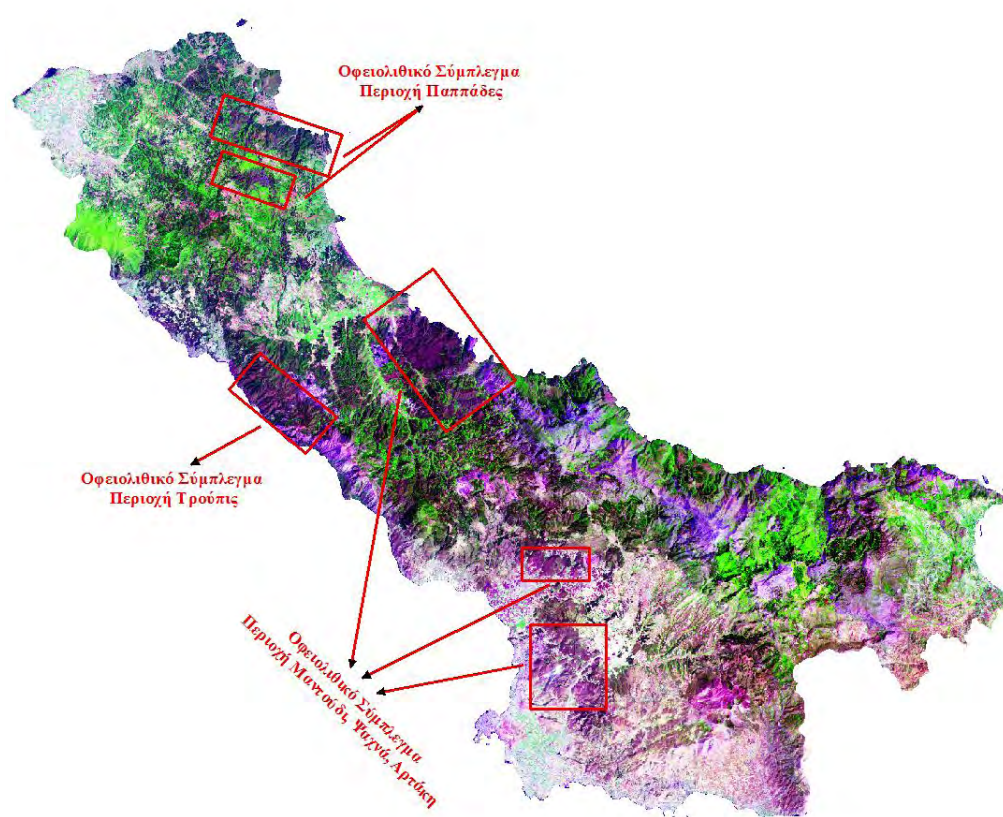 Οφειολιθικό Σύμπλεγμα
Περιοχή Παππάδες
Οφειολιθικό Σύμπλεγμα
Περιοχή Τρούπις
Οφειολιθικό Σύμπλεγμα
Περιοχή Μαντούδι, Ψαχνά, Αρτάκη